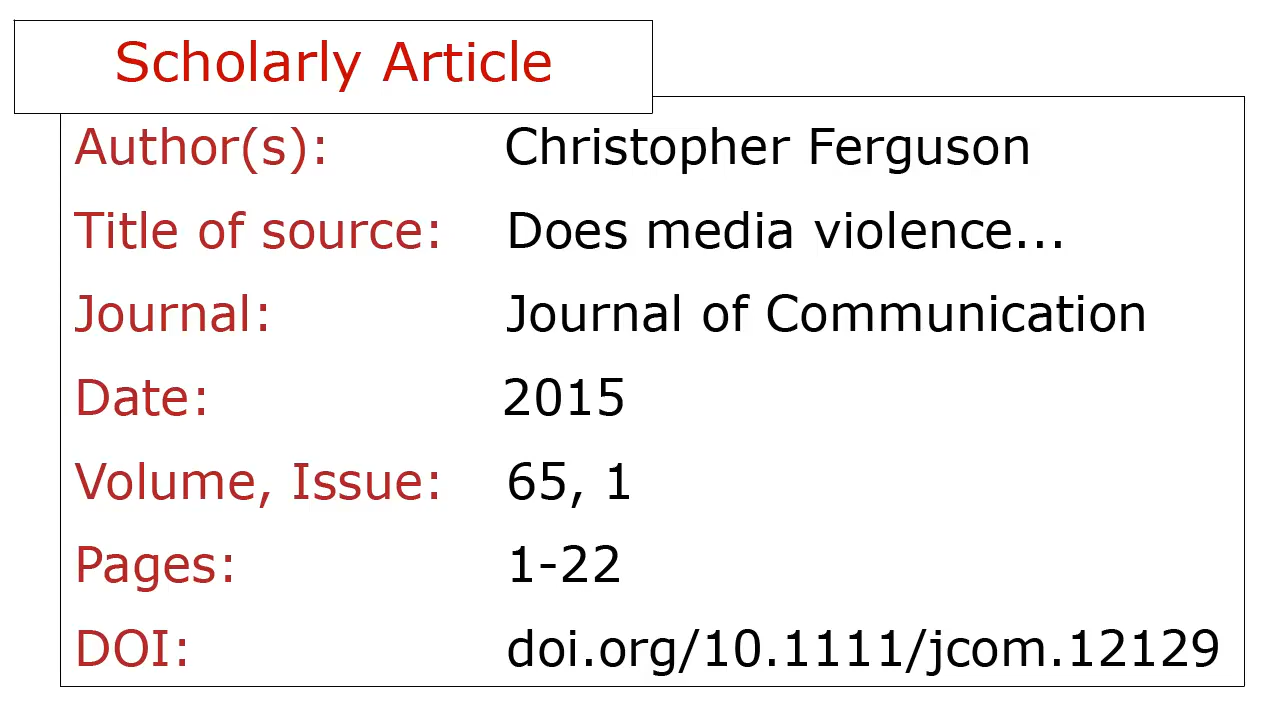 Scholarly Article
Author(s): Christopher Ferguson
Title of source: Does media violence...
Journal: Journal of Communication
Date: 2015
Volume, Issue: 65, 1
Pages: 1-22
DOI: doi.org/10.1111/jcom.12129